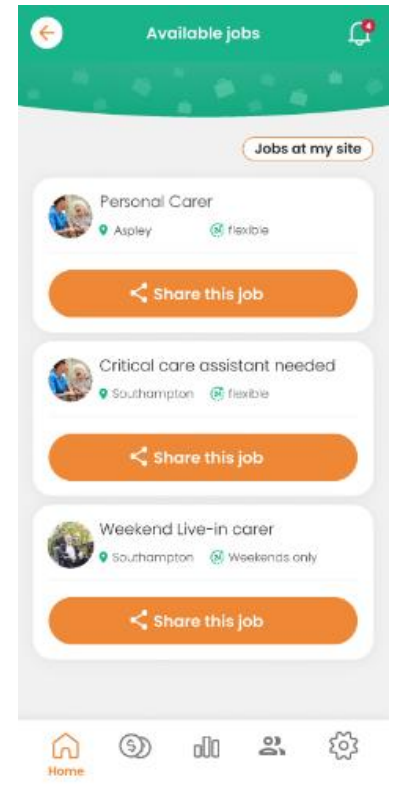 Available jobs
4
Jobs at my site
Personal Carer
Aspley flexible
Share this job
Critical care assistant needed
Southampton flexible
Share this job
Weekend Live-in carer
Southampton Weekends only
Share this job
Home